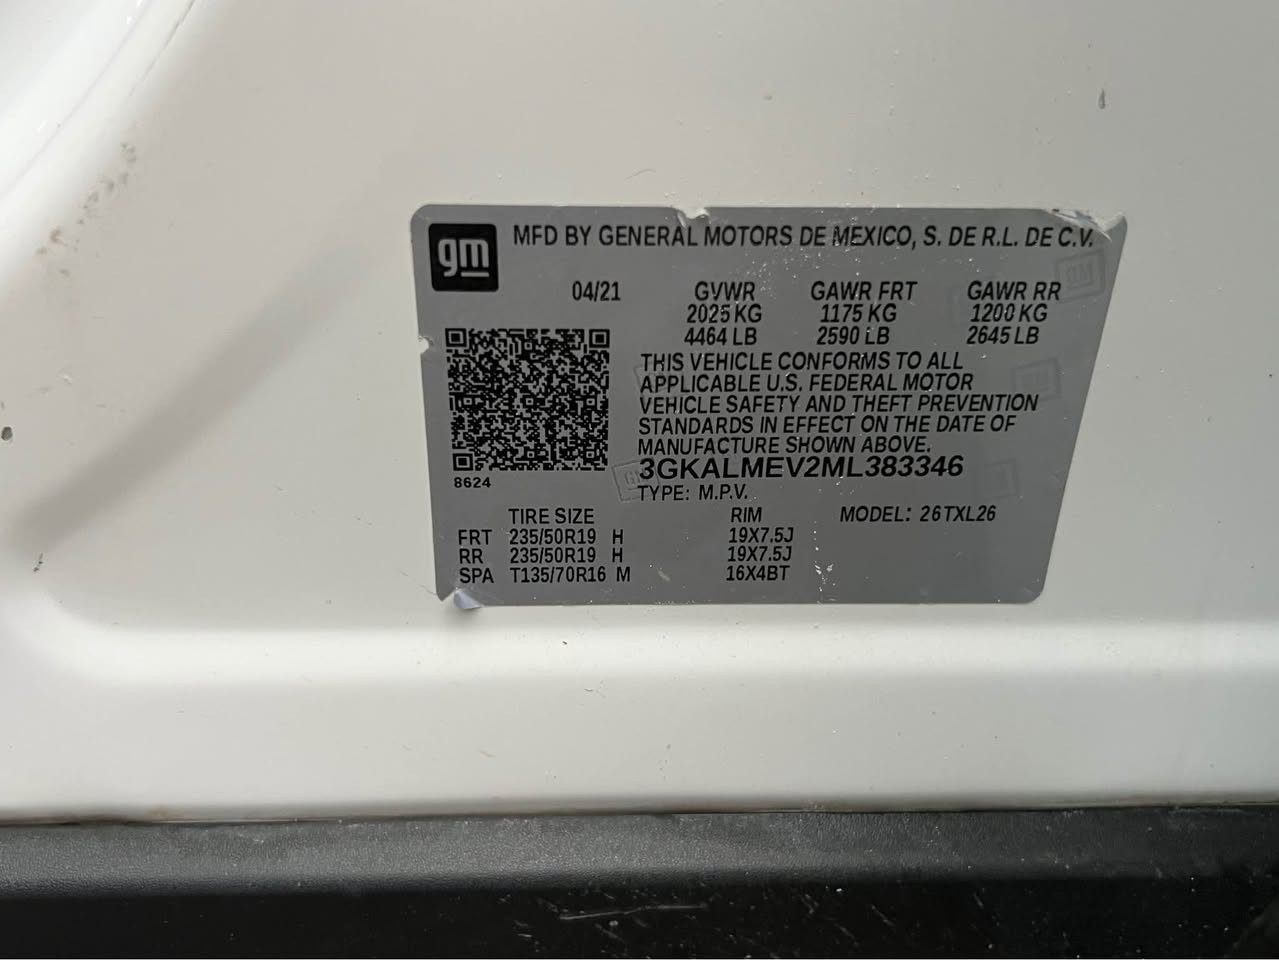 gm
MFD BY GENERAL MOTORS DE MEXICO, S. DE R.L. DE C.V.
04/21 GVWR GAWR FRT GAWR RR
2025 KG 1175 KG 1200 KG
4464 LB 2590 LB 2645 LB
THIS VEHICLE CONFORMS TO ALL
APPLICABLE U.S. FEDERAL MOTOR
VEHICLE SAFETY AND THEFT PREVENTION
STANDARDS IN EFFECT ON THE DATE OF
MANUFACTURE SHOWN ABOVE.
3GKALMEV2ML383346
8624
TYPE: M.P.V.
TIRE SIZE RIM MODEL: 26TXL26
FRT 235/50R19 H 19X7.5J
RR 235/50R19 H 19X7.5J
SPA T135/70R16 M 16X4BT